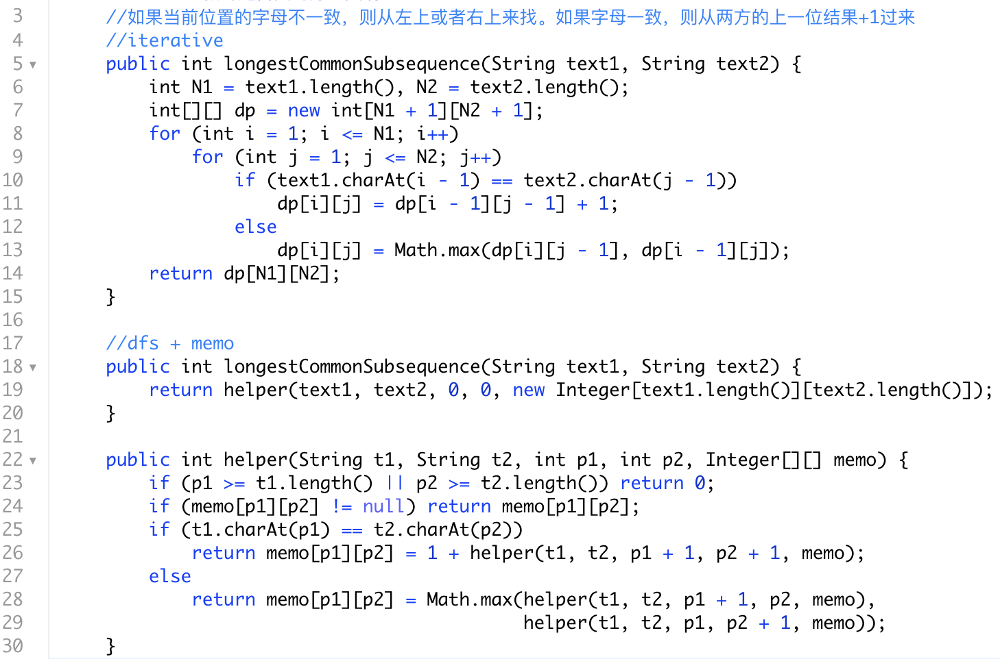 3 //如果当前位置的字母不一致，则从左上或者右上来找。如果字母一致，则从两方的上一位结果+1过来
4 //iterative
5 public int longestCommonSubsequence(String text1, String text2) {
6 int N1 = text1.length(), N2 = text2.length();
7 int[][] dp = new int[N1 + 1][N2 + 1];
8 for (int i = 1; i <= N1; i++)
9 for (int j = 1; j <= N2; j++)
10 if (text1.charAt(i - 1) == text2.charAt(j - 1))
11 dp[i][j] = dp[i - 1][j - 1] + 1;
12 else
13 dp[i][j] = Math.max(dp[i][j - 1], dp[i - 1][j]);
14 return dp[N1][N2];
15 }
16
17 //dfs + memo
18 public int longestCommonSubsequence(String text1, String text2) {
19 return helper(text1, text2, 0, 0, new Integer[text1.length()][text2.length()]);
20 }
21
22 public int helper(String t1, String t2, int p1, int p2, Integer[][] memo) {
23 if (p1 >= t1.length() || p2 >= t2.length()) return 0;
24 if (memo[p1][p2] != null) return memo[p1][p2];
25 if (t1.charAt(p1) == t2.charAt(p2))
26 return memo[p1][p2] = 1 + helper(t1, t2, p1 + 1, p2 + 1, memo);
27 else
28 return memo[p1][p2] = Math.max(helper(t1, t2, p1 + 1, p2, memo),
29 helper(t1, t2, p1, p2 + 1, memo));
30 }